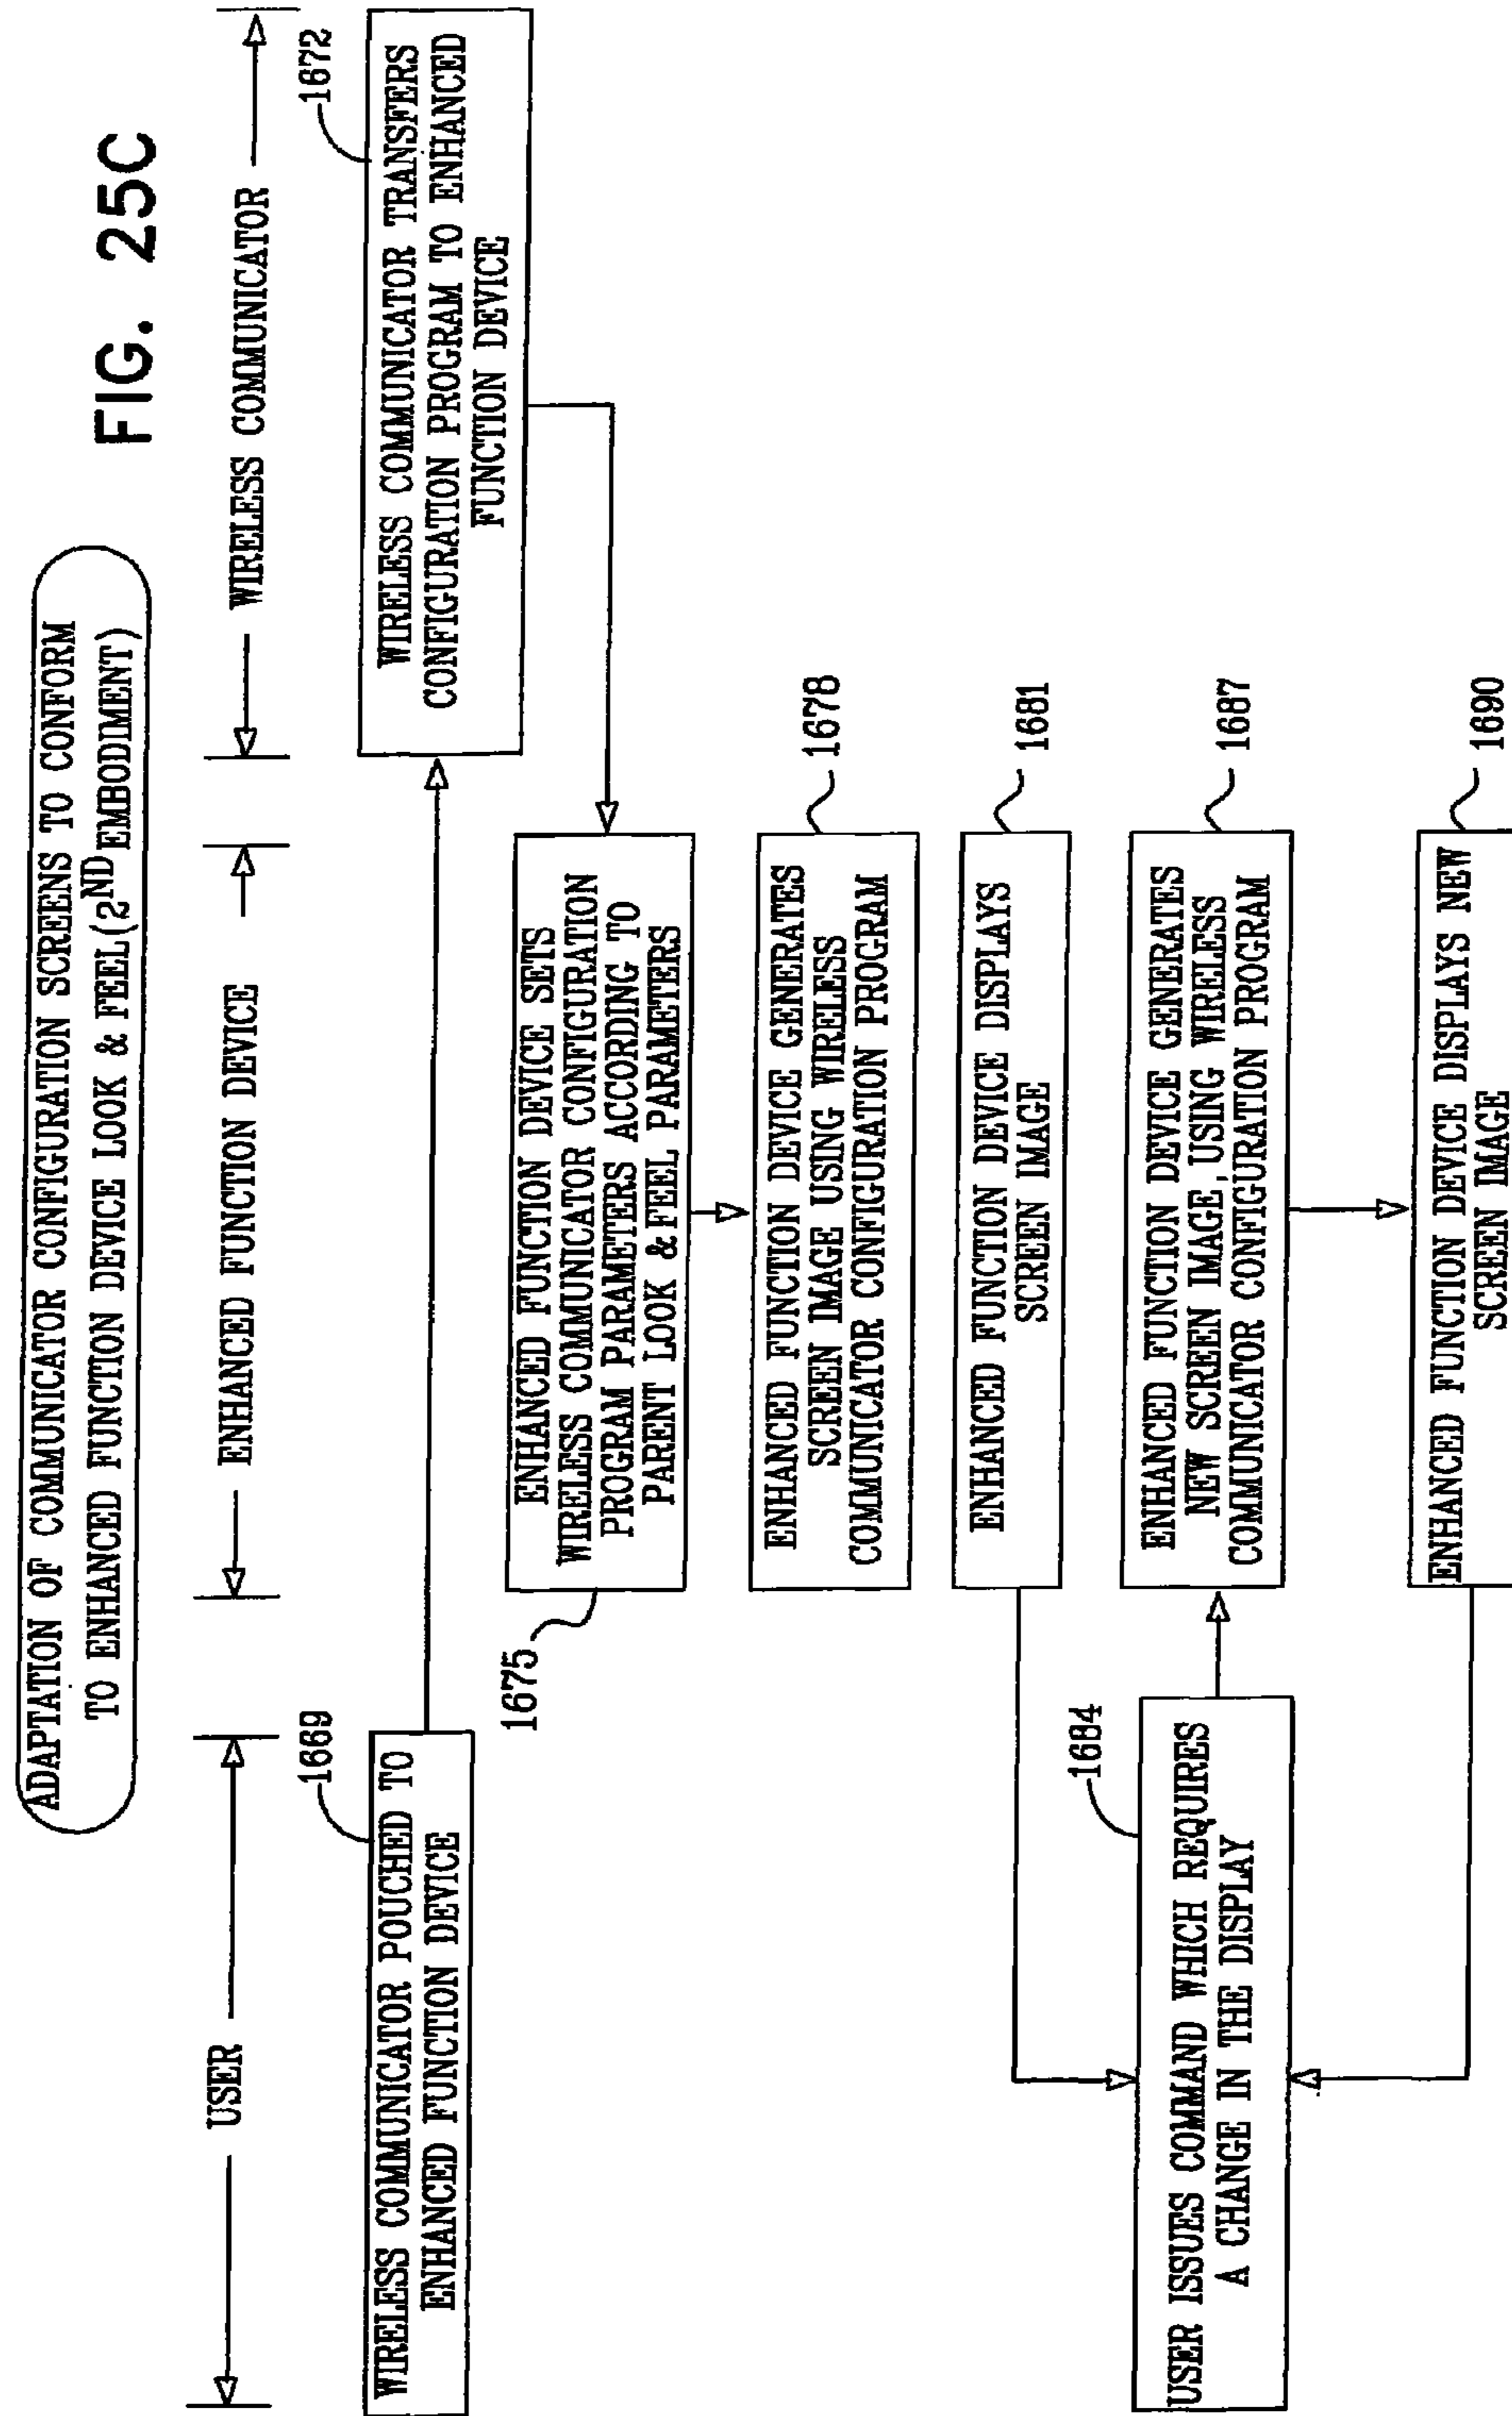 ADAPTATION OF COMMUNICATOR CONFIGURATION SCREENS TO CONFORM
TO ENHANCED FUNCTION DEVICE LOOK & FEEL(2ND EMBODIMENT)
FIG. 25C
USER
ENHANCED FUNCTION DEVICE
WIRELESS COMMUNICATOR
1669
WIRELESS COMMUNICATOR POUCHED TO
ENHANCED FUNCTION DEVICE
1672
WIRELESS COMMUNICATOR TRANSFERS
CONFIGURATION PROGRAM TO ENHANCED
FUNCTION DEVICE
1675
ENHANCED FUNCTION DEVICE SETS
WIRELESS COMMUNICATOR CONFIGURATION
PROGRAM PARAMETERS ACCORDING TO
PARENT LOOK & FEEL PARAMETERS
ENHANCED FUNCTION DEVICE GENERATES
SCREEN IMAGE USING WIRELESS
COMMUNICATOR CONFIGURATION PROGRAM
1678
ENHANCED FUNCTION DEVICE DISPLAYS
SCREEN IMAGE
1681
1684
USER ISSUES COMMAND WHICH REQUIRES
A CHANGE IN THE DISPLAY
ENHANCED FUNCTION DEVICE GENERATES
NEW SCREEN IMAGE, USING WIRELESS
COMMUNICATOR CONFIGURATION PROGRAM
1687
ENHANCED FUNCTION DEVICE DISPLAYS NEW
SCREEN IMAGE
1690